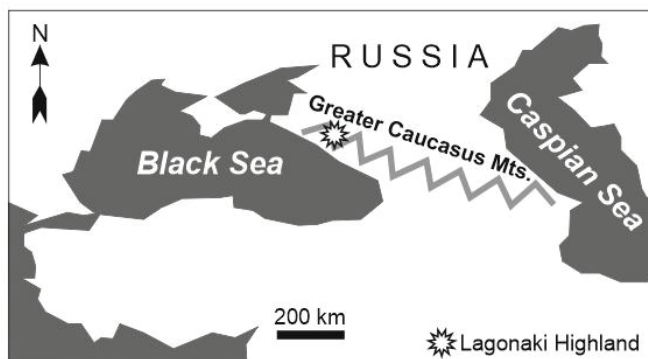 N
RUSSIA
Greater Caucasus Mts.
Black Sea
Caspian Sea
200 km
Lagonaki Highland